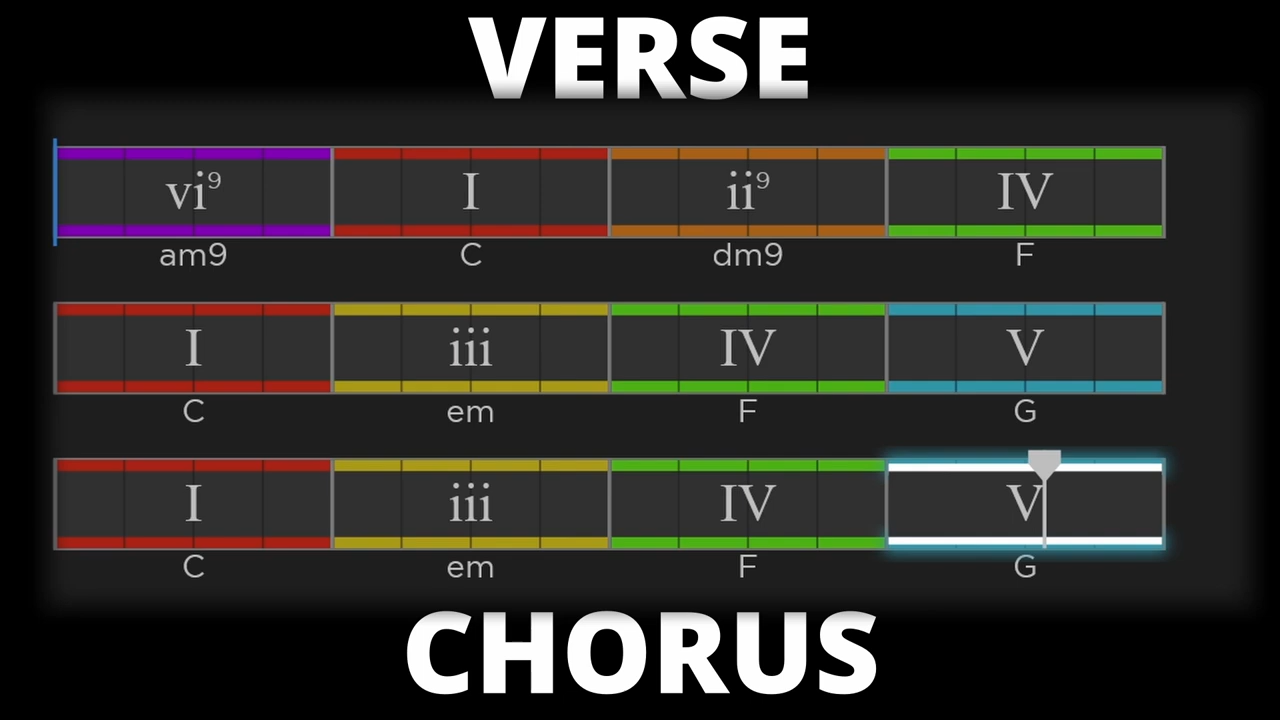 VERSE
vi⁹ I ii⁹ IV
am9 C dm9 F
I iii IV V
C em F G
I iii IV V
C em F G
CHORUS